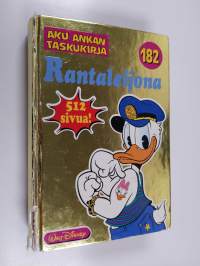 AKU ANKAN
TASKUKIRJA
182
Rantaleijona
512
sivua!
WALT DISNEY